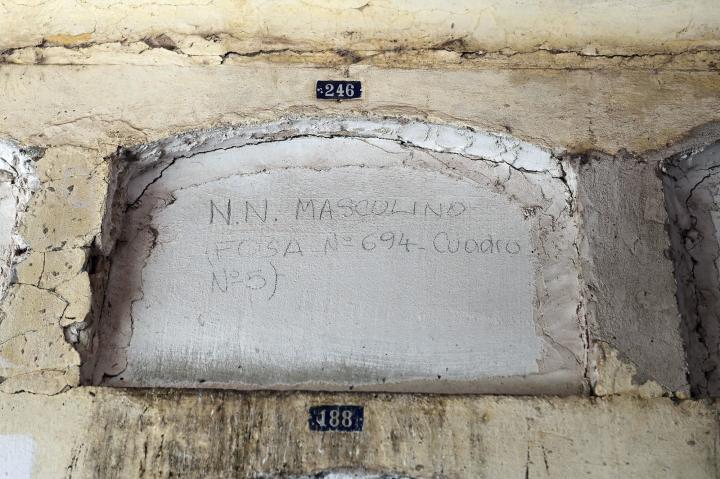 246
N.N. MASCULINO
(FOSA Nº 694 - Cuadro
Nº 5)
188